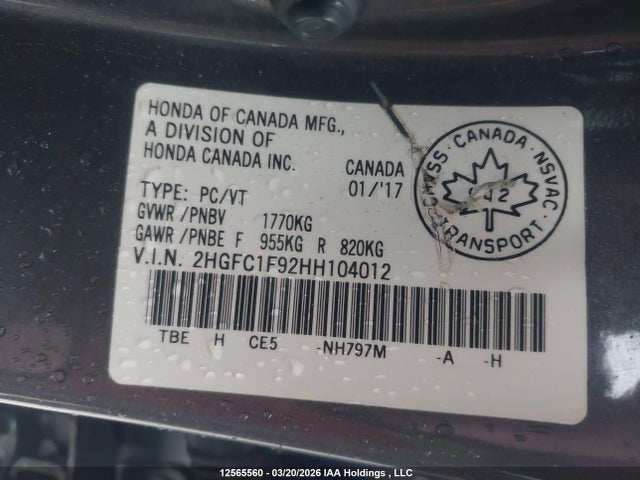 HONDA OF CANADA MFG.,
A DIVISION OF
HONDA CANADA INC.
CANADA
01/'17
TYPE: PC/VT
GVWR/PNBV 1770KG
GAWR/PNBE F 955KG R 820KG
V.I.N. 2HGFC1F92HH104012
TBE H CE5 -NH797M -A -H
CMVSS · CANADA · NSVAC
TRANSPORT
12565560 - 03/20/2026 IAA Holdings , LLC